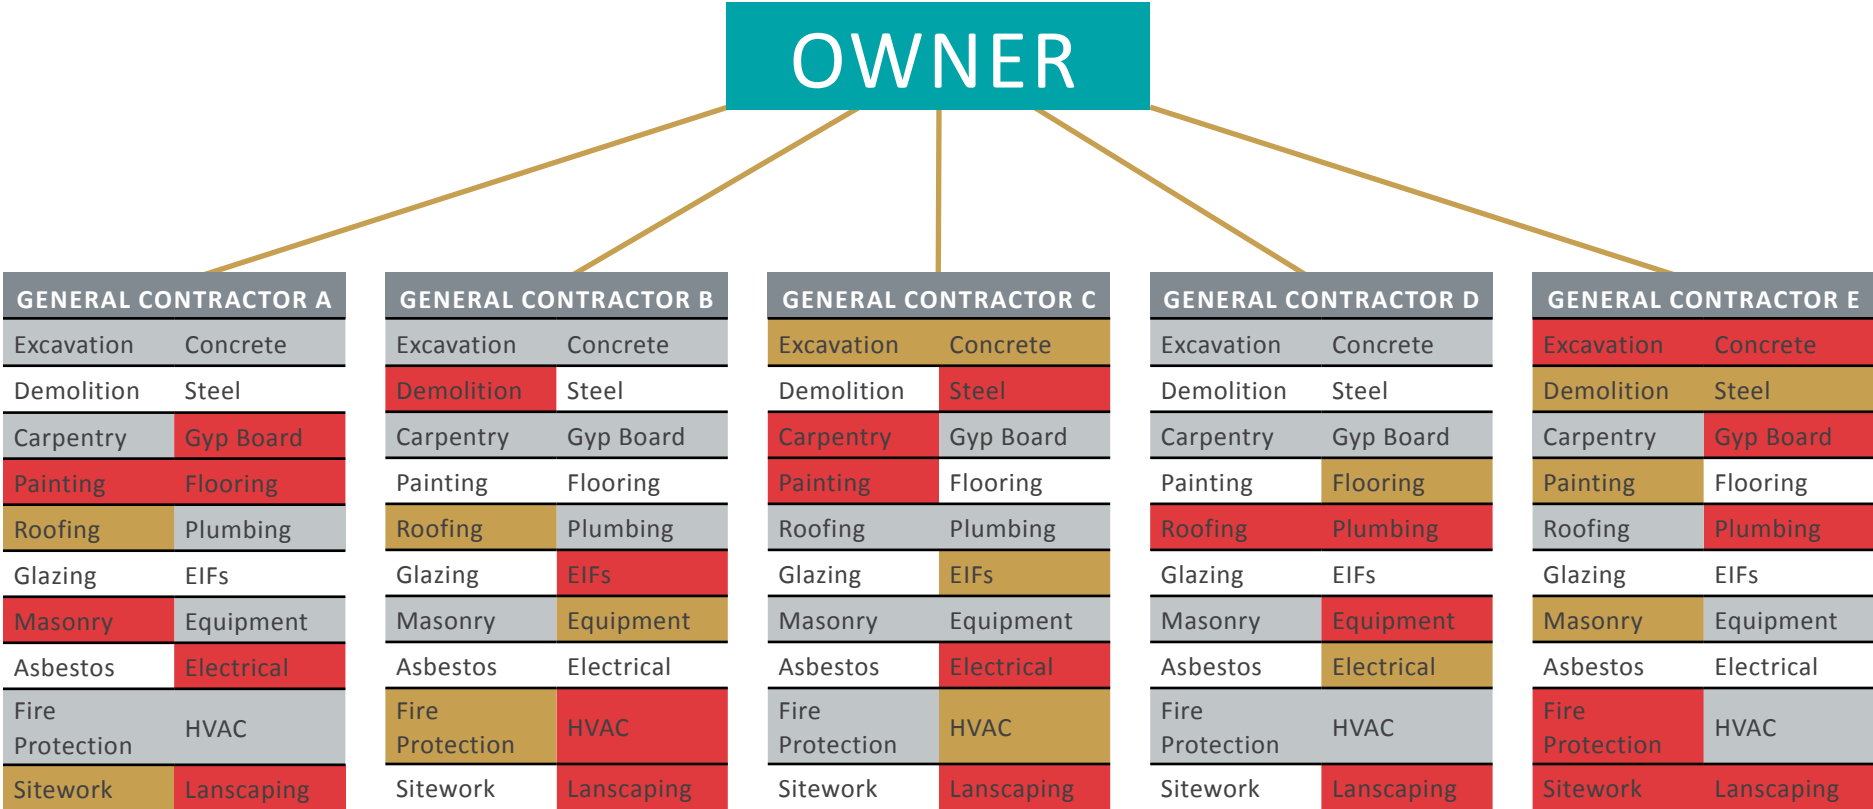 OWNER
GENERAL CONTRACTOR A
Excavation Concrete
Demolition Steel
Carpentry Gyp Board
Painting Flooring
Roofing Plumbing
Glazing EIFs
Masonry Equipment
Asbestos Electrical
Fire
Protection HVAC
Sitework Lanscaping
GENERAL CONTRACTOR B
Excavation Concrete
Demolition Steel
Carpentry Gyp Board
Painting Flooring
Roofing Plumbing
Glazing EIFs
Masonry Equipment
Asbestos Electrical
Fire
Protection HVAC
Sitework Lanscaping
GENERAL CONTRACTOR C
Excavation Concrete
Demolition Steel
Carpentry Gyp Board
Painting Flooring
Roofing Plumbing
Glazing EIFs
Masonry Equipment
Asbestos Electrical
Fire
Protection HVAC
Sitework Lanscaping
GENERAL CONTRACTOR D
Excavation Concrete
Demolition Steel
Carpentry Gyp Board
Painting Flooring
Roofing Plumbing
Glazing EIFs
Masonry Equipment
Asbestos Electrical
Fire
Protection HVAC
Sitework Lanscaping
GENERAL CONTRACTOR E
Excavation Concrete
Demolition Steel
Carpentry Gyp Board
Painting Flooring
Roofing Plumbing
Glazing EIFs
Masonry Equipment
Asbestos Electrical
Fire
Protection HVAC
Sitework Lanscaping